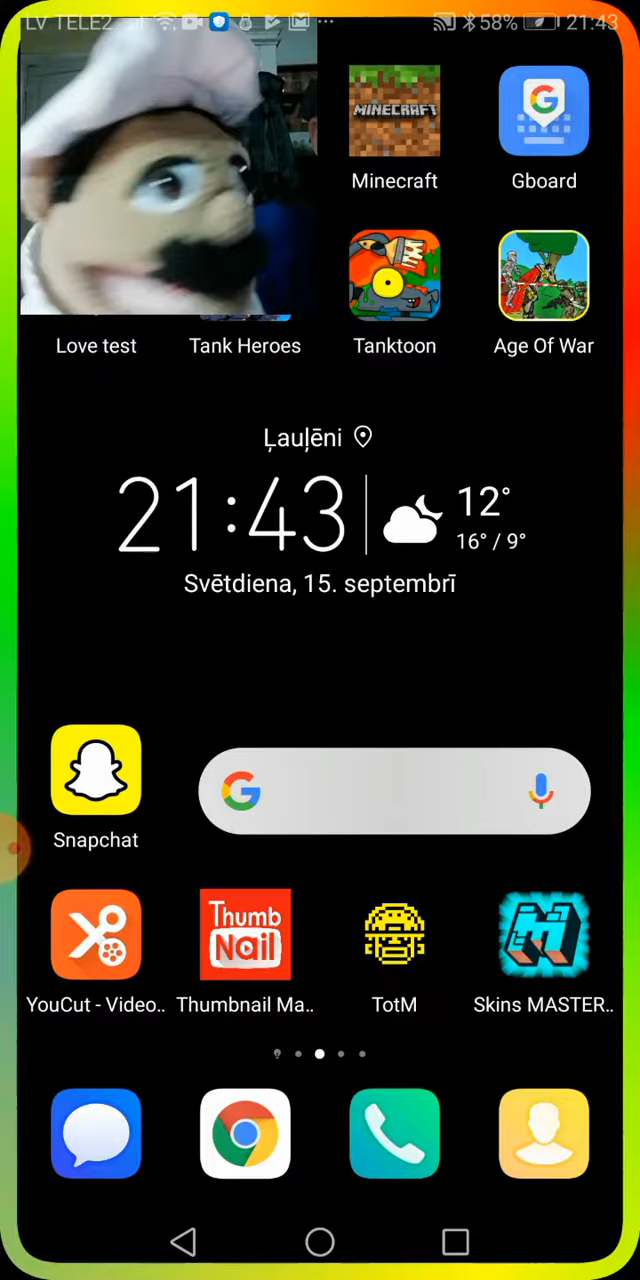 LV TELE2 58% 21:43
MINECRAFT
Minecraft Gboard
Love test Tank Heroes Tanktoon Age Of War
Ļauļēni
21:43 12°
16° / 9°
Svētdiena, 15. septembrī
Snapchat
Thumb
Nail
YouCut - Video.. Thumbnail Ma.. TotM Skins MASTER..